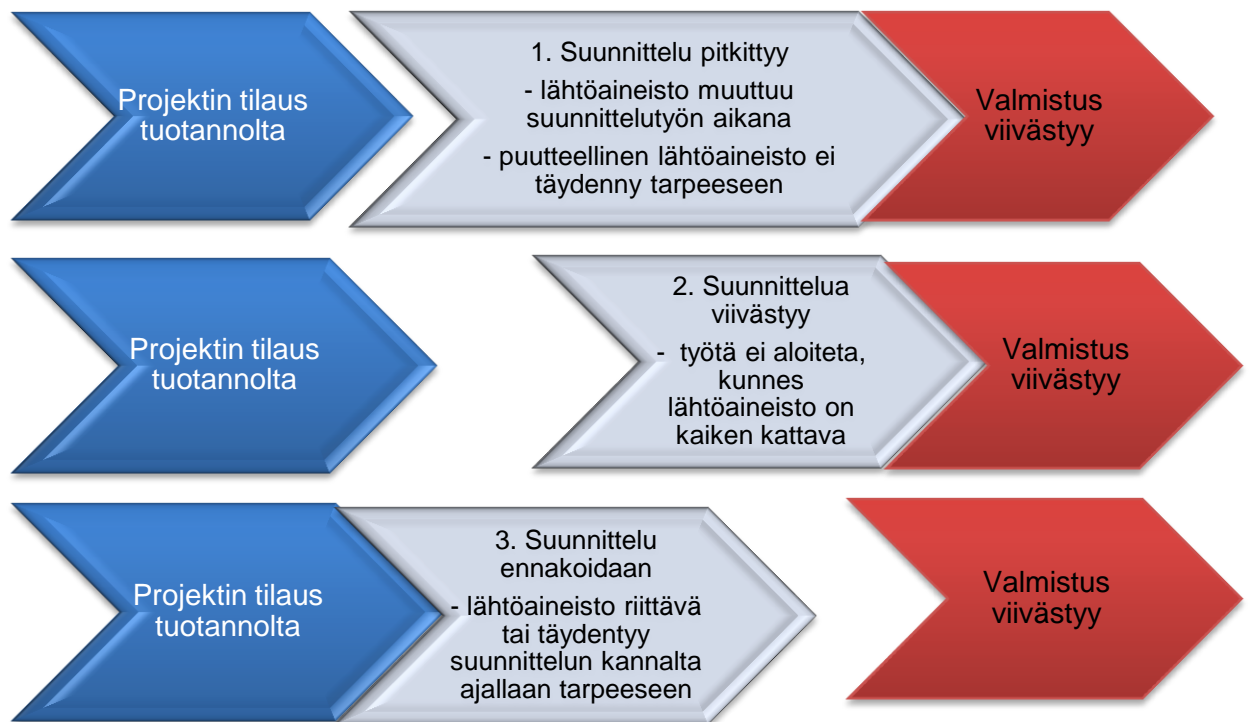 Projektin tilaus
tuotannolta
1. Suunnittelu pitkittyy
- lähtöaineisto muuttuu
suunnittelutyön aikana
- puutteellinen lähtöaineisto ei
täydenny tarpeeseen
Valmistus
viivästyy
Projektin tilaus
tuotannolta
2. Suunnittelua
viivästyy
- työtä ei aloiteta,
kunnes
lähtöaineisto on
kaiken kattava
Valmistus
viivästyy
Projektin tilaus
tuotannolta
3. Suunnittelu
ennakoidaan
- lähtöaineisto riittävä
tai täydentyy
suunnittelun kannalta
ajallaan tarpeeseen
Valmistus
viivästyy